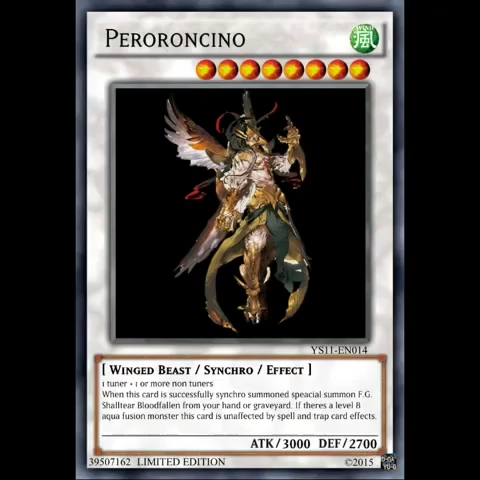 PERORONCINO
WIND
風
YS11-EN014
[ WINGED BEAST / SYNCHRO / EFFECT ]
1 tuner + 1 or more non tuners
When this card is successfully synchro summoned speacial summon F.G.
Shalltear Bloodfallen from your hand or graveyard. If theres a level 8
aqua fusion monster this card is unaffected by spell and trap card effects.
ATK/3000 DEF/2700
39507162 LIMITED EDITION ©2015